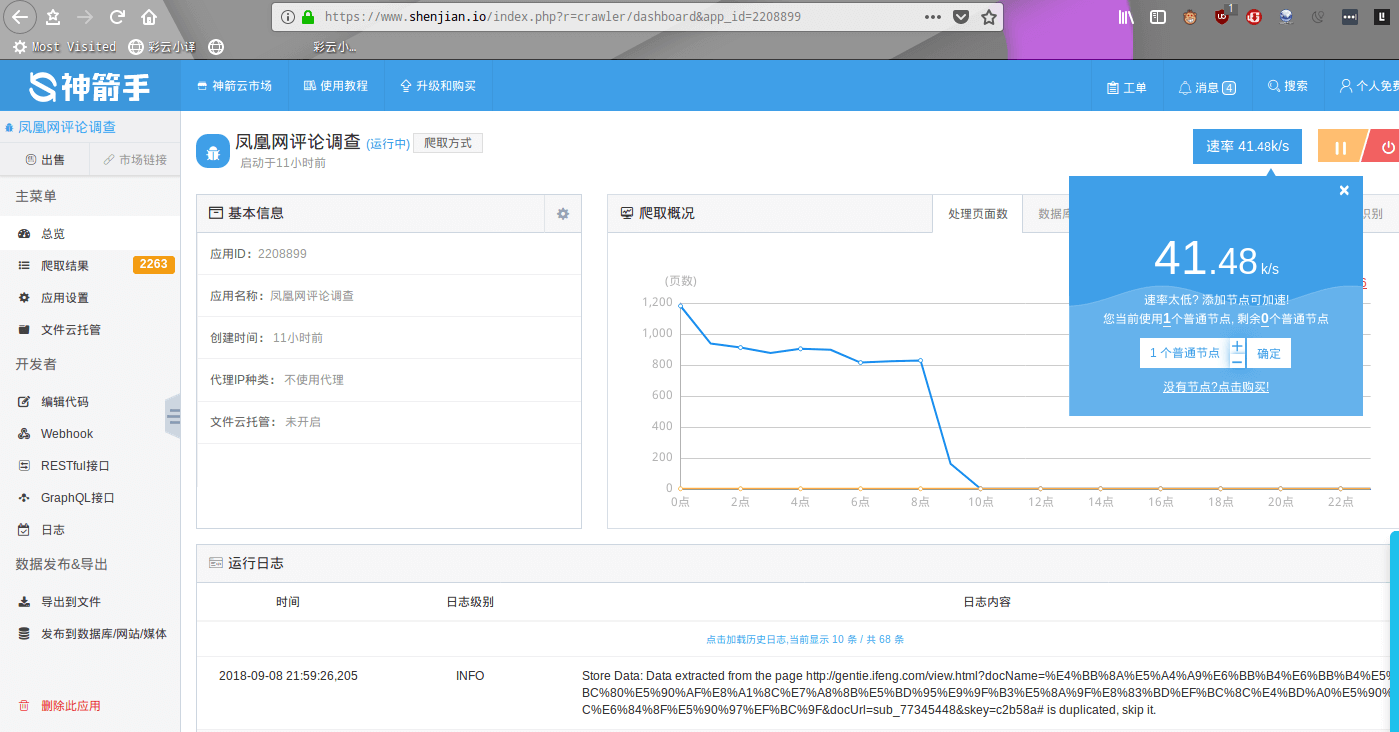 https://www.shenjian.io/index.php?r=crawler/dashboard&app_id=2208899
1
Most Visited
彩云小译
彩云小…
神箭手
神箭云市场
使用教程
升级和购买
工单
消息 4
搜索
个人免费
凤凰网评论调查
出售
市场链接
主菜单
总览
爬取结果
2263
应用设置
文件云托管
开发者
编辑代码
Webhook
RESTful接口
GraphQL接口
日志
数据发布&导出
导出到文件
发布到数据库/网站/媒体
删除此应用
凤凰网评论调查 (运行中) 爬取方式
启动于11小时前
速率 41.48k/s
基本信息
应用ID: 2208899
应用名称: 凤凰网评论调查
创建时间: 11小时前
代理IP种类: 不使用代理
文件云托管: 未开启
爬取概况
处理页面数
数据库
识别
(页数)
1,200
1,000
800
600
400
200
0
0点 2点 4点 6点 8点 10点 12点 14点 16点 18点 20点 22点
41.48 k/s
速率太低? 添加节点可加速!
您当前使用1个普通节点, 剩余0个普通节点
1 个普通节点
+
−
确定
没有节点?点击购买!
运行日志
时间 日志级别 日志内容
点击加载历史日志,当前显示 10 条 / 共 68 条
2018-09-08 21:59:26,205 INFO Store Data: Data extracted from the page http://gentie.ifeng.com/view.html?docName=%E4%BB%8A%E5%A4%A9%E6%BB%B4%E6%BB%B4%E5%
BC%80%E5%90%AF%E8%A1%8C%E7%A8%8B%E5%BD%95%E9%9F%B3%E5%8A%9F%E8%83%BD%EF%BC%8C%E4%BD%A0%E5%90%
C%E6%84%8F%E5%90%97%EF%BC%9F&docUrl=sub_77345448&skey=c2b58a# is duplicated, skip it.